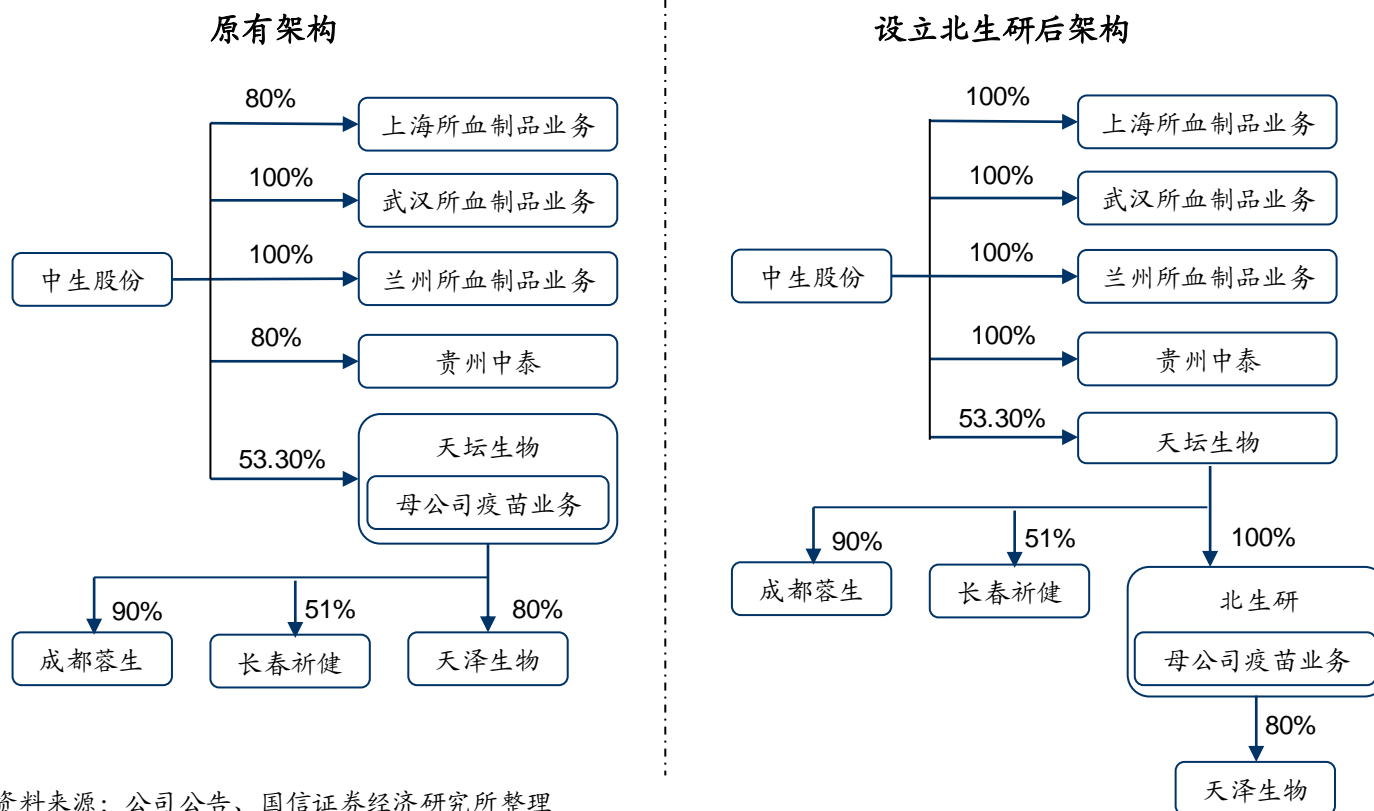 原有架构
80%
上海所血制品业务
100%
武汉所血制品业务
100%
中生股份
兰州所血制品业务
80%
贵州中泰
53.30%
天坛生物
母公司疫苗业务
90%
51%
80%
成都蓉生
长春祈健
天泽生物
设立北生研后架构
100%
上海所血制品业务
100%
武汉所血制品业务
100%
中生股份
兰州所血制品业务
100%
贵州中泰
53.30%
天坛生物
90%
51%
100%
成都蓉生
长春祈健
北生研
母公司疫苗业务
80%
天泽生物
资料来源：公司公告、国信证券经济研究所整理